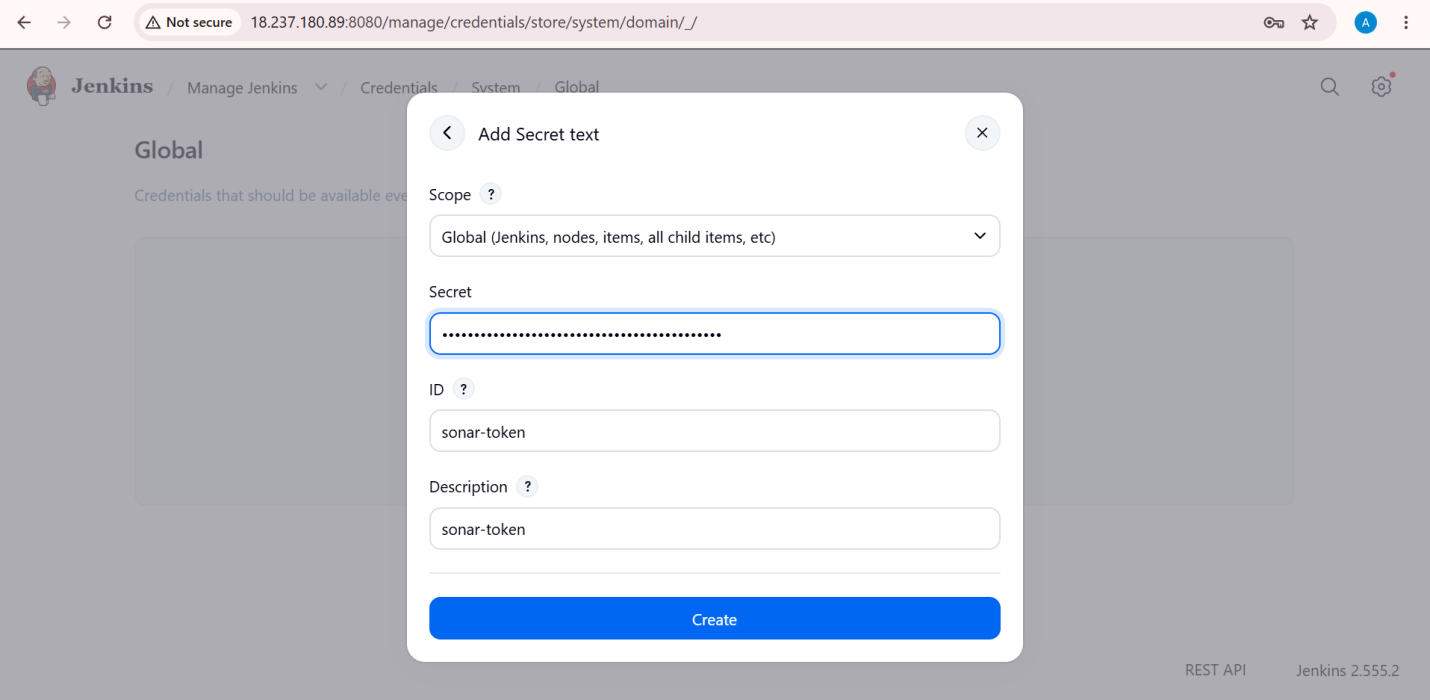 Not secure 18.237.180.89:8080/manage/credentials/store/system/domain/_/
A
Jenkins / Manage Jenkins / Credentials / System / Global
Global
Credentials that should be available eve
Add Secret text
Scope ?
Global (Jenkins, nodes, items, all child items, etc)
Secret
••••••••••••••••••••••••••••••••••••••••••••
ID ?
sonar-token
Description ?
sonar-token
Create
REST API Jenkins 2.555.2